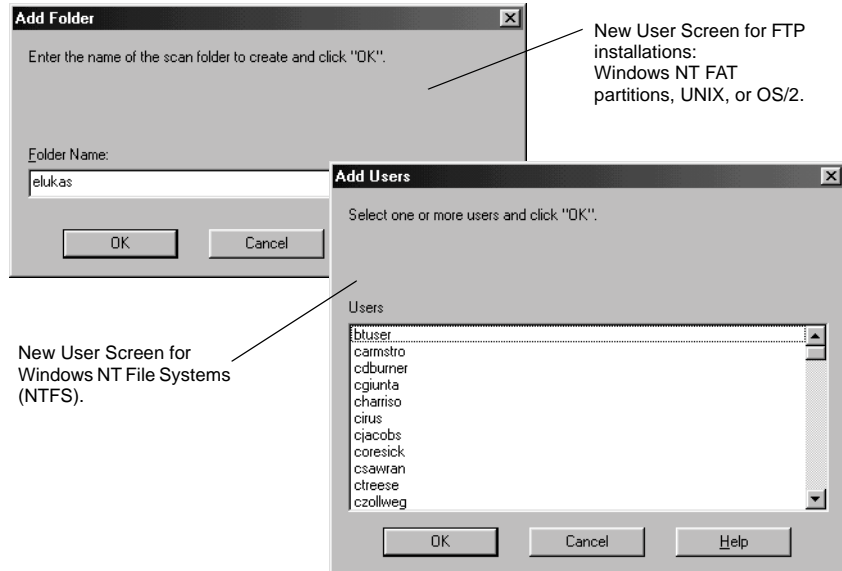 Add Folder
Enter the name of the scan folder to create and click "OK".
Folder Name:
elukas
OK
Cancel
New User Screen for FTP
installations:
Windows NT FAT
partitions, UNIX, or OS/2.
Add Users
Select one or more users and click "OK".
Users
btuser
carmstro
cdburner
cgiunta
charriso
cirus
cjacobs
coresick
csawran
ctreese
czollweg
OK
Cancel
Help
New User Screen for
Windows NT File Systems
(NTFS).